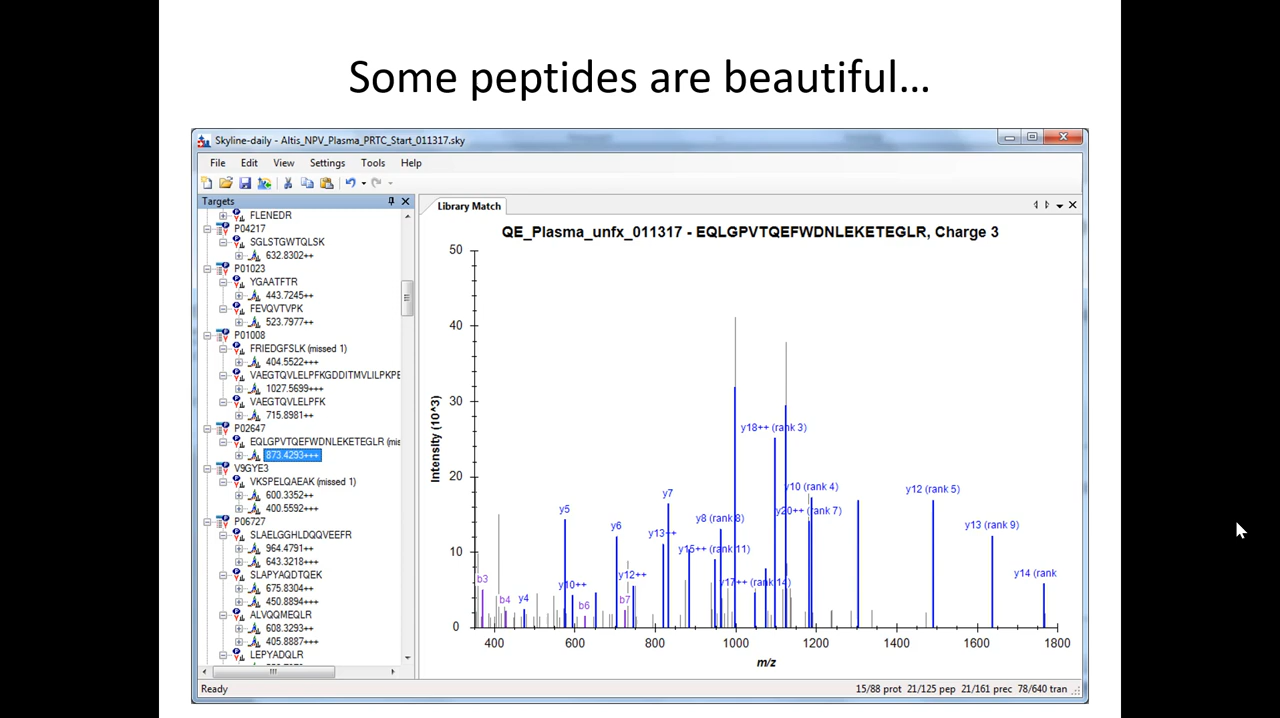 Some peptides are beautiful…
Skyline-daily - Altis_NPV_Plasma_PRTC_Start_011317.sky
File Edit View Settings Tools Help
Targets
FLENEDR
P04217
SGLSTGWTQLSK
632.8302++
P01023
YGAATFTR
443.7245++
FEVQVTVPK
523.7977++
P01008
FRIEDGFSLK (missed 1)
404.5522+++
VAEGTQVLELPFKGDDITMVLILPKPE
1027.5699+++
VAEGTQVLELPFK
715.8981++
P02647
EQLGPVTQEFWDNLEKETEGLR (mis
873.4293+++
V9GYE3
VKSPELQAEAK (missed 1)
600.3352++
400.5592+++
P06727
SLAELGGHLDQQVEEFR
964.4791++
643.3218+++
SLAPYAQDTQEK
675.8304++
450.8894+++
ALVQQMEQLR
608.3293++
405.8887+++
LEPYADQLR
Library Match
QE_Plasma_unfx_011317 - EQLGPVTQEFWDNLEKETEGLR, Charge 3
Intensity (10^3)
50
40
30
20
10
0
y18++ (rank 3)
y10 (rank 4)
y12 (rank 5)
y7
y5
y20++ (rank 7)
y8 (rank 8)
y6
y13++
y13 (rank 9)
y15++ (rank 11)
b3
y10++
y12++
y17++ (rank 14)
y14 (rank
b4
y4
b6
b7
400 600 800 1000 1200 1400 1600 1800
m/z
Ready
15/88 prot 21/125 pep 21/161 prec 78/640 tran